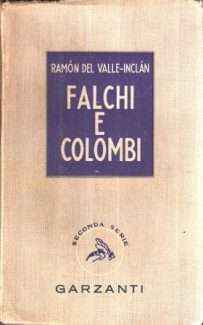 RAMÓN DEL VALLE-INCLÁN
FALCHI
E
COLOMBI
SECONDA SERIE
GARZANTI